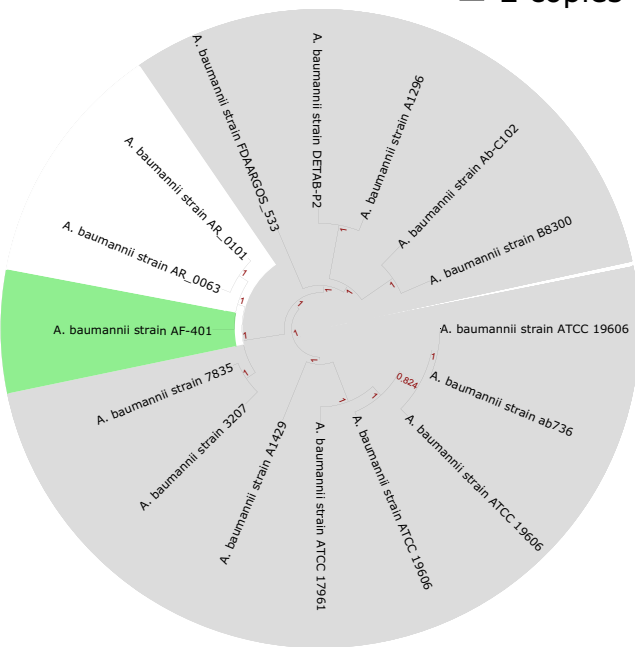 2 copies
A. baumannii strain FDAARGOS_533
A. baumannii strain DETAB-P2
A. baumannii strain A1296
A. baumannii strain Ab-C102
A. baumannii strain B8300
A. baumannii strain AR_0101
A. baumannii strain AR_0063
A. baumannii strain AF-401
A. baumannii strain 7835
A. baumannii strain 3207
A. baumannii strain A1429
A. baumannii strain ATCC 17961
A. baumannii strain ATCC 19606
A. baumannii strain ATCC 19606
A. baumannii strain ab736
A. baumannii strain ATCC 19606
1
1
1
1
1
1
1
1
1
1
1
0.824
1
1
1